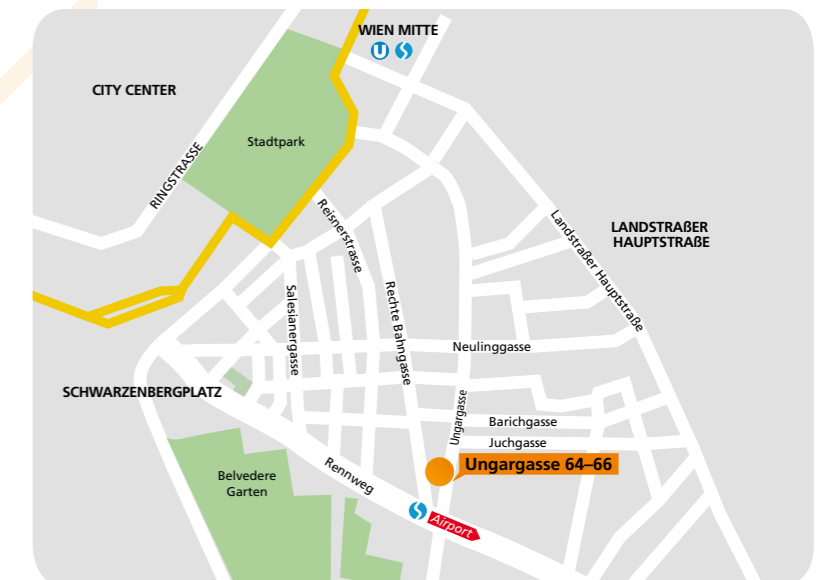 WIEN MITTE
U S
CITY CENTER
Stadtpark
RINGSTRASSE
Reisnerstrasse
LANDSTRAßER
HAUPTSTRAßE
Landstraßer Hauptstraße
Salesianergasse
Rechte Bahngasse
Neulinggasse
SCHWARZENBERGPLATZ
Ungargasse
Barichgasse
Juchgasse
Ungargasse 64–66
Belvedere
Garten
Rennweg
S
Airport